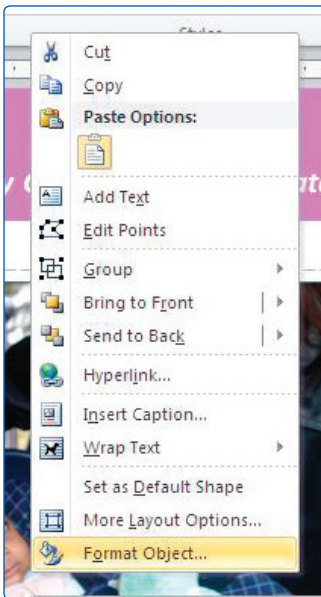 Styles
Cut
Copy
Paste Options:
Add Text
Edit Points
Group
Bring to Front
Send to Back
Hyperlink...
Insert Caption...
Wrap Text
Set as Default Shape
More Layout Options...
Format Object...